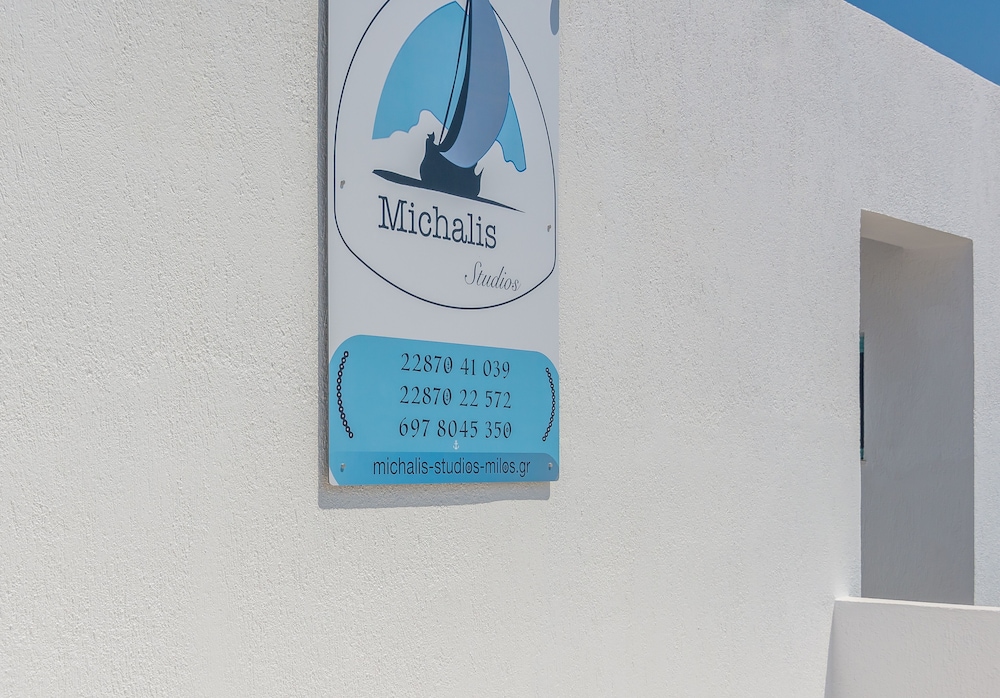 Michalis
Studios
22870 41 039
22870 22 572
697 8045 350
michalis-studios-milos.gr